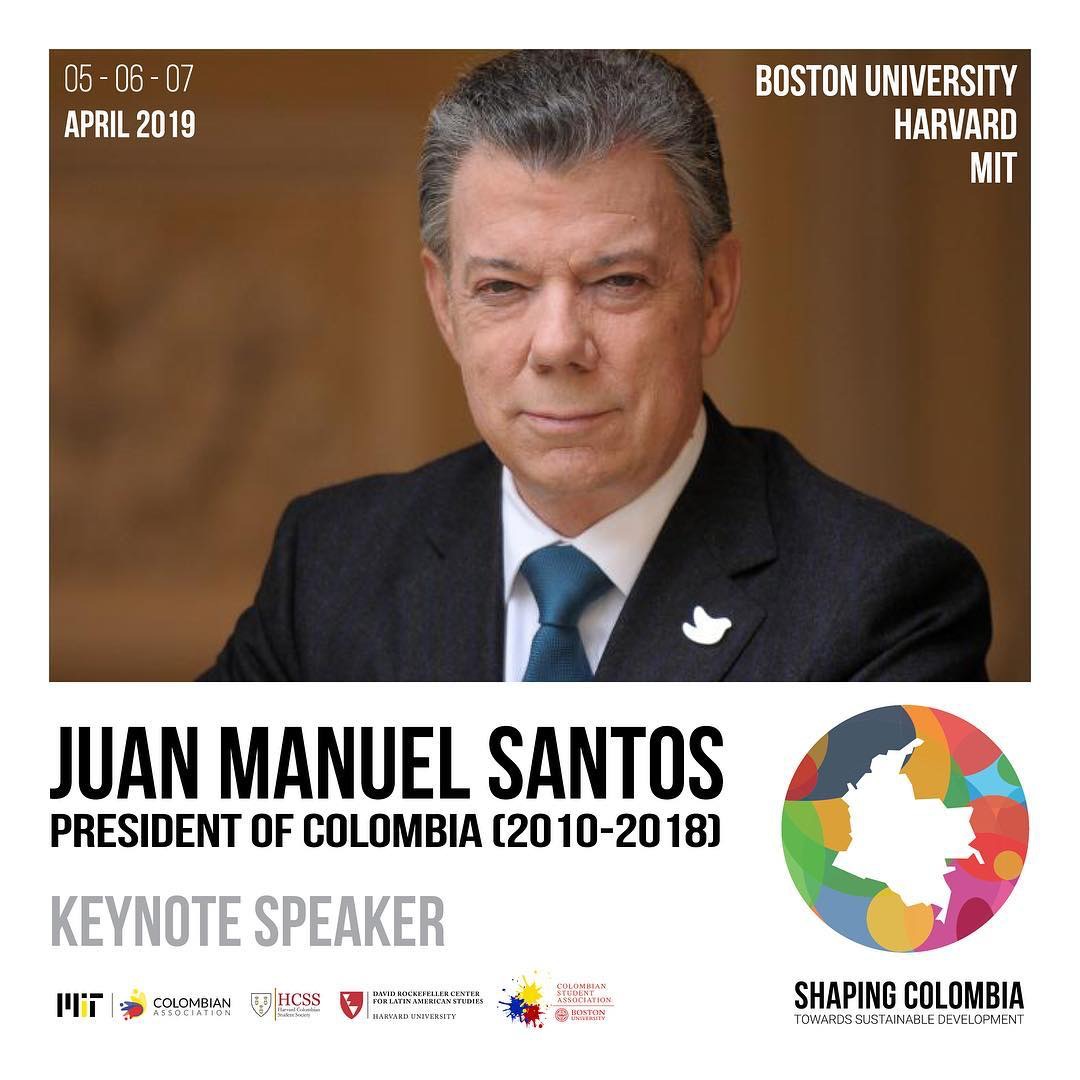 05 - 06 - 07
APRIL 2019
BOSTON UNIVERSITY
HARVARD
MIT
JUAN MANUEL SANTOS
PRESIDENT OF COLOMBIA (2010-2018)
KEYNOTE SPEAKER
MIT
COLOMBIAN
ASSOCIATION
HCSS
Harvard Colombian
Student Society
DAVID ROCKEFELLER CENTER
FOR LATIN AMERICAN STUDIES
HARVARD UNIVERSITY
COLOMBIAN
STUDENT
ASSOCIATION
BOSTON
UNIVERSITY
SHAPING COLOMBIA
TOWARDS SUSTAINABLE DEVELOPMENT